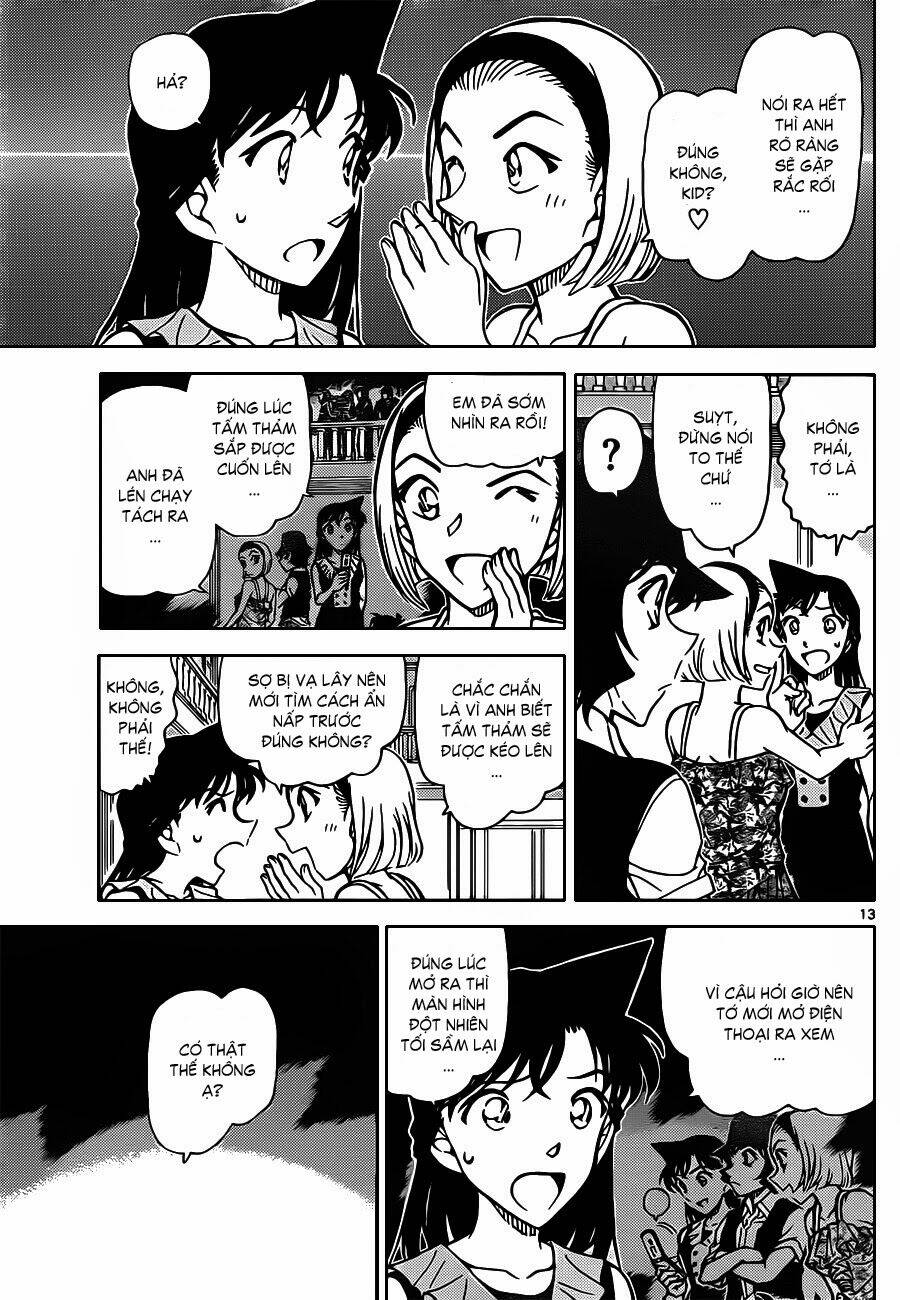 NÓI RA HẾT
THÌ ANH
RÕ RÀNG
SẼ GẶP
RẮC RỐI
...
ĐÚNG
KHÔNG,
KID?
♡
HẢ?
KHÔNG
PHẢI,
TỚ LÀ
...
SUYT,
ĐỪNG NÓI
TO THẾ
CHỨ
?
EM ĐÃ SỚM
NHÌN RA RỒI!
ĐÚNG LÚC
TẤM THẢM
SẮP ĐƯỢC
CUỐN LÊN
...
ANH ĐÃ
LÉN CHẠY
TÁCH RA
...
CHẮC CHẮN
LÀ VÌ ANH BIẾT
TẤM THẢM SẼ
ĐƯỢC KÉO LÊN
...
SỢ BỊ VẠ LÂY NÊN
MỚI TÌM CÁCH ẨN
NẤP TRƯỚC
ĐÚNG KHÔNG?
KHÔNG,
KHÔNG
PHẢI
THẾ!
13
VÌ CẬU HỎI GIỜ NÊN
TỚ MỚI MỞ ĐIỆN
THOẠI RA XEM
...
ĐÚNG LÚC
MỞ RA THÌ
MÀN HÌNH
ĐỘT NHIÊN
TỐI SẦM LẠI
...
CÓ THẬT
THẾ KHÔNG
Ạ?